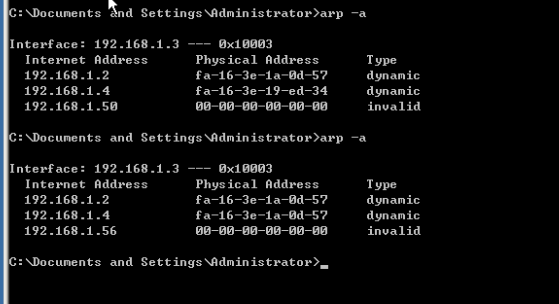 C:\Documents and Settings\Administrator>arp -a
Interface: 192.168.1.3 --- 0x10003
Internet Address Physical Address Type
192.168.1.2 fa-16-3e-1a-0d-57 dynamic
192.168.1.4 fa-16-3e-19-ed-34 dynamic
192.168.1.50 00-00-00-00-00-00 invalid
C:\Documents and Settings\Administrator>arp -a
Interface: 192.168.1.3 --- 0x10003
Internet Address Physical Address Type
192.168.1.2 fa-16-3e-1a-0d-57 dynamic
192.168.1.4 fa-16-3e-1a-0d-57 dynamic
192.168.1.56 00-00-00-00-00-00 invalid
C:\Documents and Settings\Administrator>_